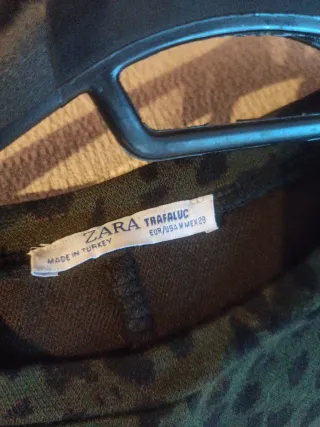 ZARA TRAFALUC
MADE IN TURKEY
EUR/USA M MEX 28